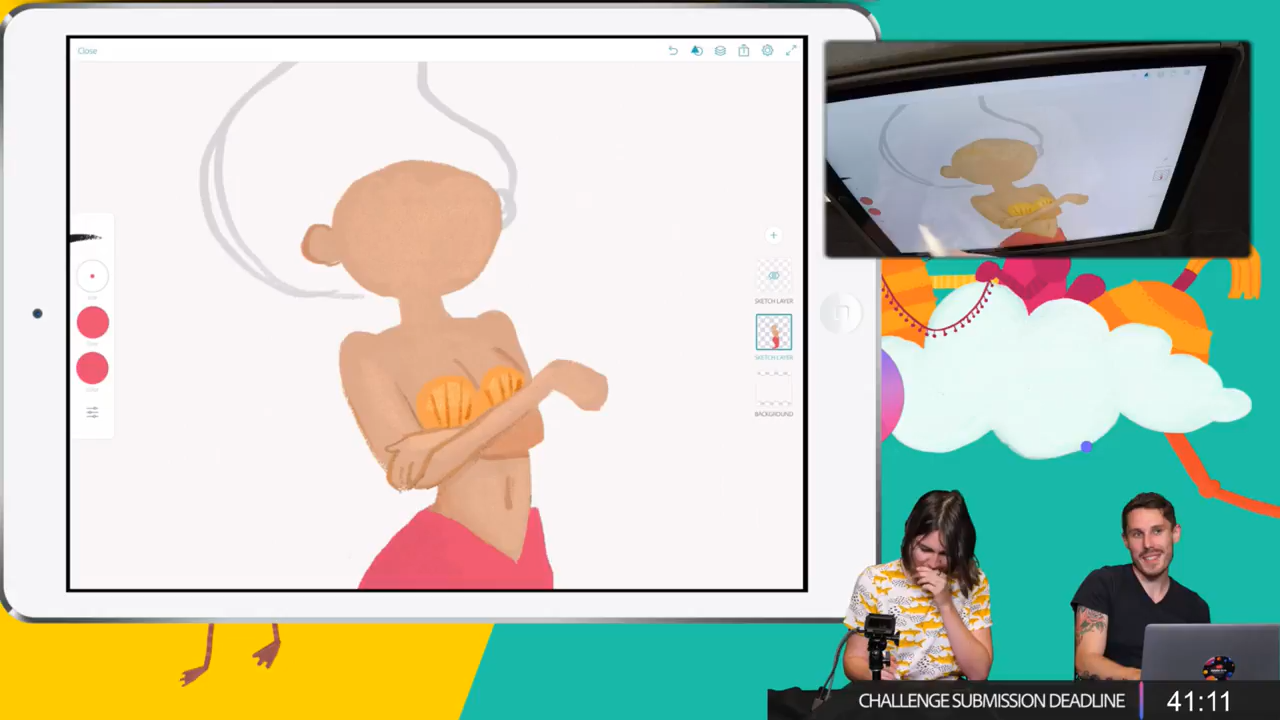 Close
SKETCH LAYER
SKETCH LAYER
BACKGROUND
CHALLENGE SUBMISSION DEADLINE
41:11